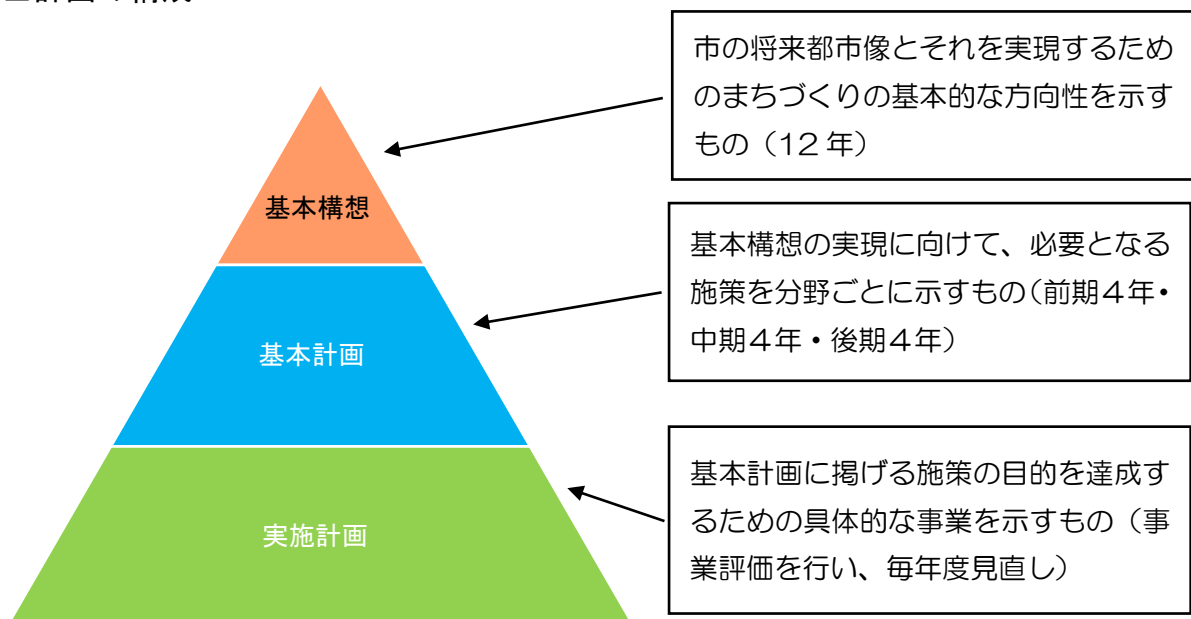 市の将来都市像とそれを実現するため
のまちづくりの基本的な方向性を示す
もの（12年）
基本構想
基本構想の実現に向けて、必要となる
施策を分野ごとに示すもの（前期４年・
中期４年・後期４年）
基本計画
基本計画に掲げる施策の目的を達成す
るための具体的な事業を示すもの（事
業評価を行い、毎年度見直し）
実施計画